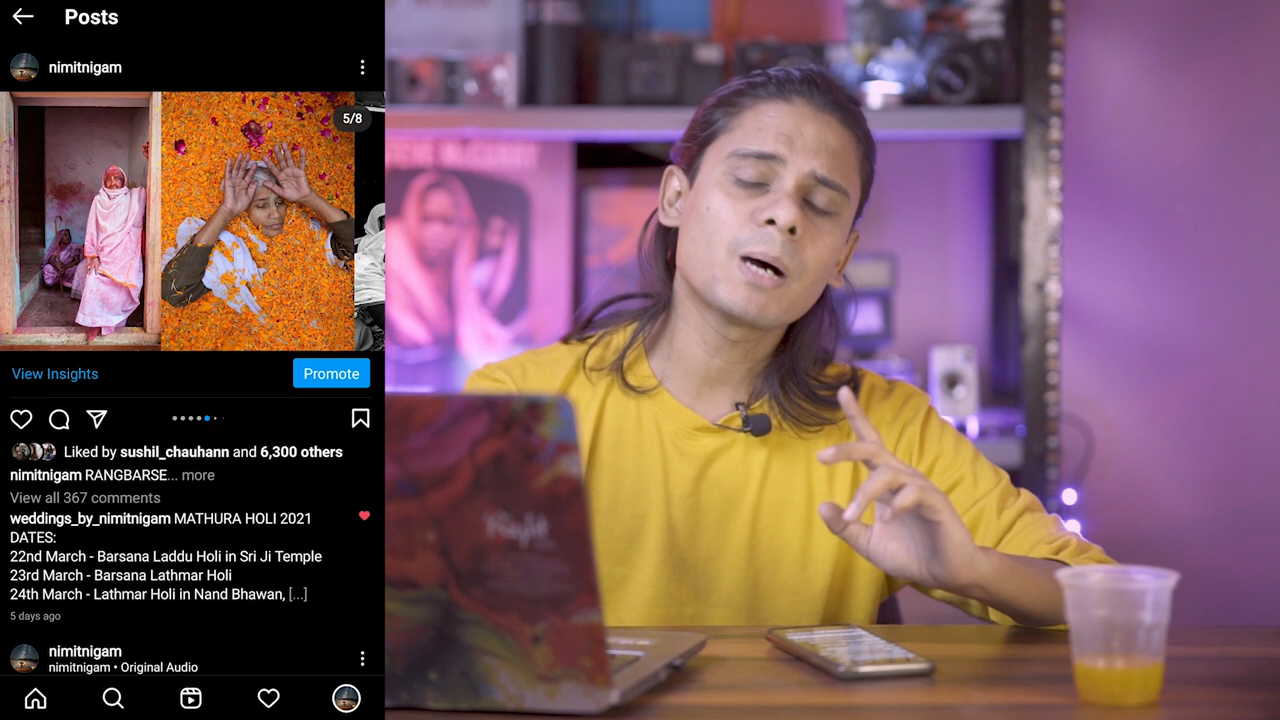 Posts
nimitnigam
5/8
View Insights
Promote
Liked by sushil_chauhann and 6,300 others
nimitnigam RANGBARSE... more
View all 367 comments
weddings_by_nimitnigam MATHURA HOLI 2021
DATES:
22nd March - Barsana Laddu Holi in Sri Ji Temple
23rd March - Barsana Lathmar Holi
24th March - Lathmar Holi in Nand Bhawan, [...]
5 days ago
nimitnigam
nimitnigam • Original Audio